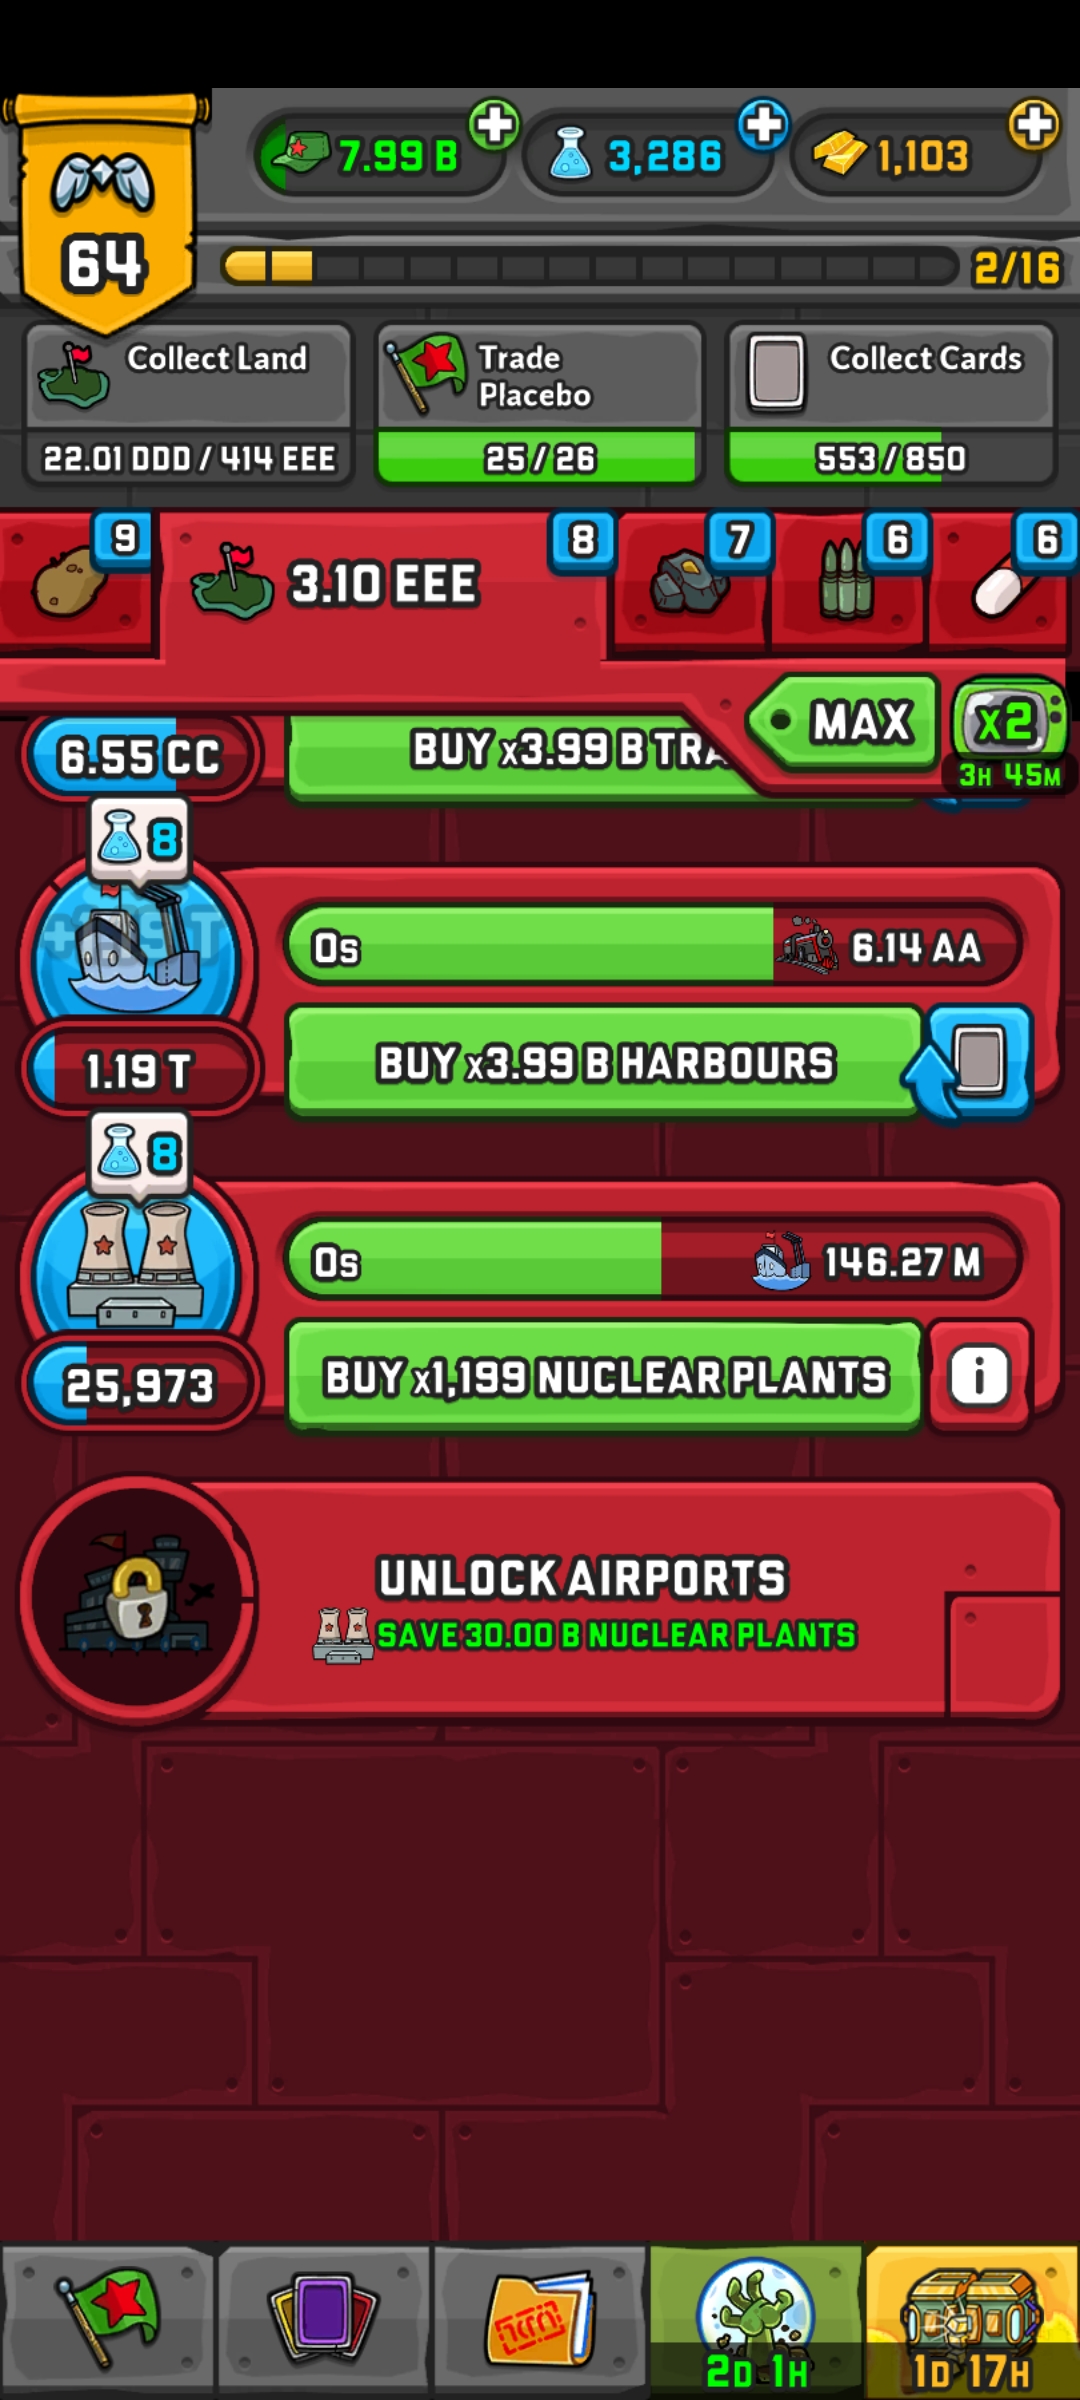 7.99 B
3,286
1,103
64
2/16
Collect Land
22.01 DDD / 414 EEE
Trade
Placebo
25 / 26
Collect Cards
553 / 850
9
3.10 EEE
8
7
6
6
MAX
x2
3H 45M
6.55 CC
BUY x3.99 B TRA
8
0s
6.14 AA
1.19 T
BUY x3.99 B HARBOURS
8
0s
146.27 M
25,973
BUY x1,199 NUCLEAR PLANTS
i
UNLOCK AIRPORTS
SAVE 30.00 B NUCLEAR PLANTS
2D 1H
1D 17H